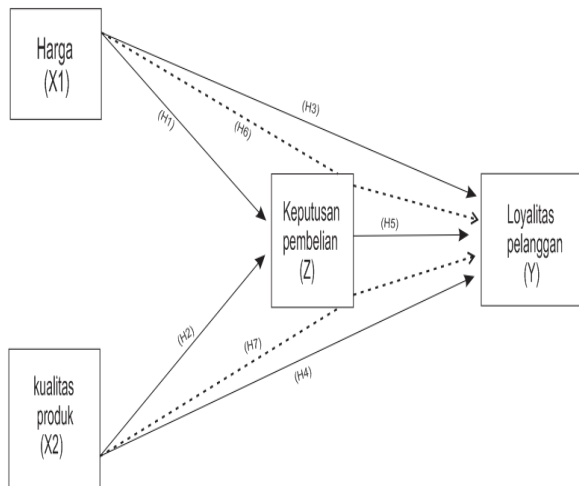 Harga
(X1)
(H1)
(H6)
(H3)
Keputusan
pembelian
(Z)
(H5)
Loyalitas
pelanggan
(Y)
kualitas
produk
(X2)
(H2)
(H7)
(H4)